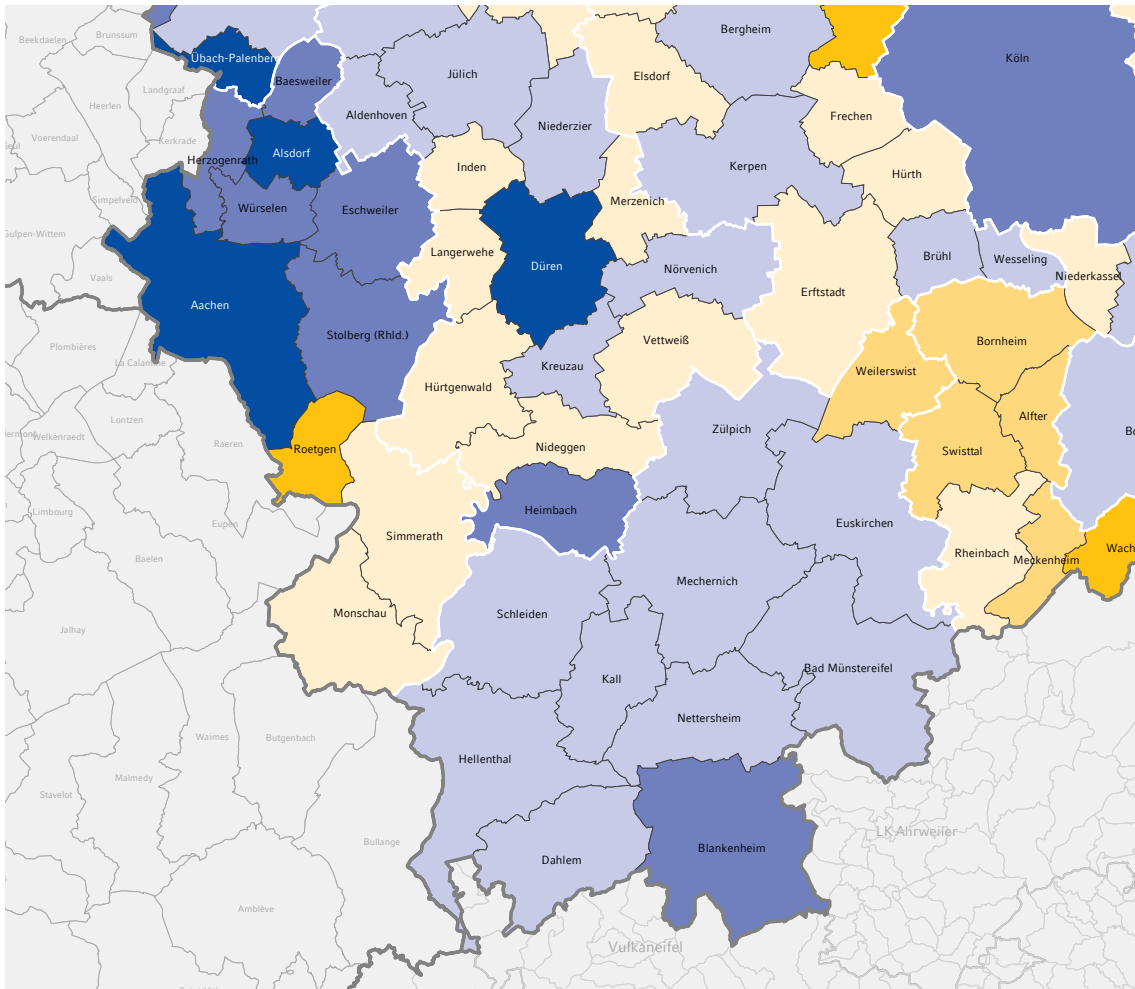 Brunssum
Beekdaelen
Übach-Palenber
Bergheim
Köln
Baesweiler
Jülich
Elsdorf
Landgraaf
Heerlen
Aldenhoven
Frechen
Niederzier
Voerendaal
Kerkrade
Alsdorf
Herzogenrath
Inden
Kerpen
Hürth
Simpelveld
Würselen
Eschweiler
Merzenich
Gulpen-Wittem
Langerwehe
Düren
Nörvenich
Brühl
Wesseling
Vaals
Niederkassel
Erftstadt
Aachen
Stolberg (Rhld.)
Vettweiß
Bornheim
Plombières
La Calamine
Kreuzau
Weilerswist
Hürtgenwald
Lontzen
Alfter
Zülpich
Bo
Welkenraedt
Raeren
Roetgen
Nideggen
Swisttal
Limbourg
Heimbach
Eupen
Euskirchen
Simmerath
Wach
Baelen
Rheinbach
Meckenheim
Mechernich
Monschau
Schleiden
Jalhay
Bad Münstereifel
Kall
Nettersheim
Waimes
Butgenbach
Hellenthal
Malmedy
Stavelot
LK Ahrweiler
Bullange
Blankenheim
Dahlem
Amblève
Vulkaneifel